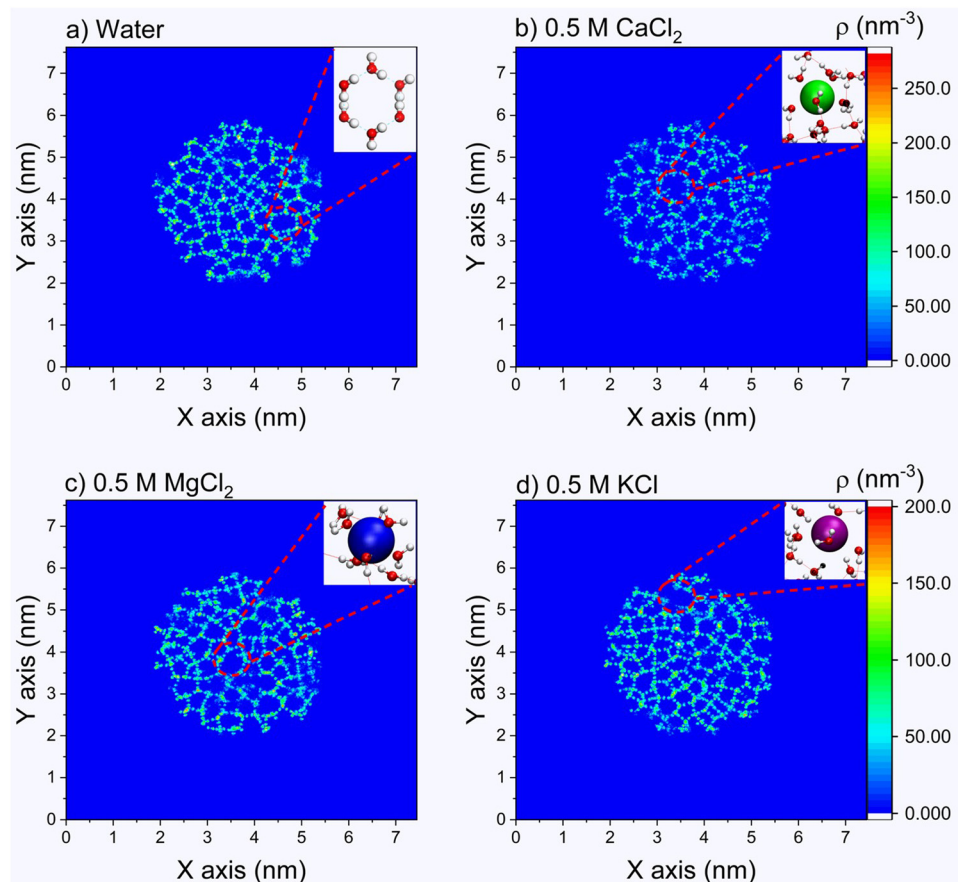 a) Water
b) 0.5 M CaCl₂
ρ (nm⁻³)
7
6
5
4
3
2
1
0
Y axis (nm)
0 1 2 3 4 5 6 7
X axis (nm)
7
6
5
4
3
2
1
0
Y axis (nm)
0 1 2 3 4 5 6 7
X axis (nm)
250.0
200.0
150.0
100.0
50.00
0.000
c) 0.5 M MgCl₂
d) 0.5 M KCl
ρ (nm⁻³)
7
6
5
4
3
2
1
0
Y axis (nm)
0 1 2 3 4 5 6 7
X axis (nm)
7
6
5
4
3
2
1
0
Y axis (nm)
0 1 2 3 4 5 6 7
X axis (nm)
200.0
150.0
100.0
50.00
0.000